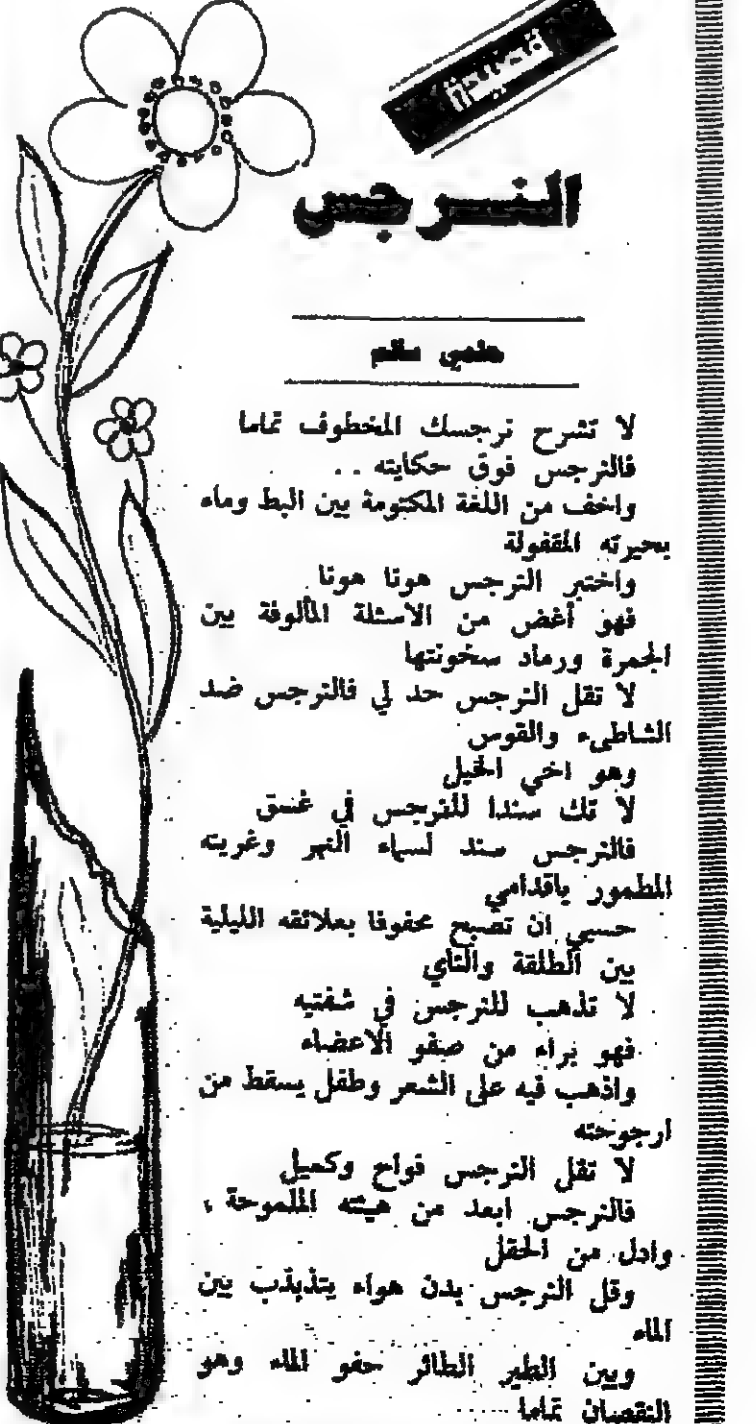 قصيدة
النرجس
حلمي سالم
لا تشرح نرجسك المخطوف تماما
فالنرجس فوق حكايته . .
واخف من اللغة المكتومة بين البط وماء
بحيرته المقفولة
واختبر النرجس هونا هونا
فهو أغض من الاسئلة المألوفة بين
الجمرة ورماد سخونتها
لا تقل النرجس حد لي فالنرجس ضد
الشاطىء والقوس
وهو اخي الخيل
لا تك سندا للنرجس في غسق
فالنرجس سند لسماء النهر وغريته
المطمور باقدامي
حسبي ان تصبح محفوفا بعلائقه الليلية
بين الطلقة والناي
لا تذهب للنرجس في شفتيه
فهو براء من صفو الاعضاء
واذهب فيه على الشعر وطفل يسقط من
ارجوحته
لا تقل النرجس فواح وكحيل
فالنرجس ابعد من هيئته الملموحة ،
وادل من الحقل
وقل النرجس بدن هواء يتذبذب بين
الماء
وبين الطير الطائر حفو الماء وهو
النقصان تماما . . . . .